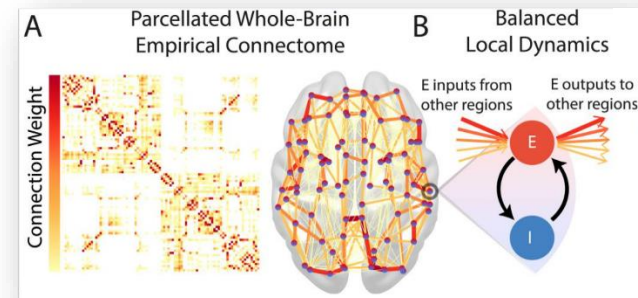 A
Parcellated Whole-Brain
Empirical Connectome
Connection Weight
B
Balanced
Local Dynamics
E inputs from
other regions
E outputs to
other regions
E
I